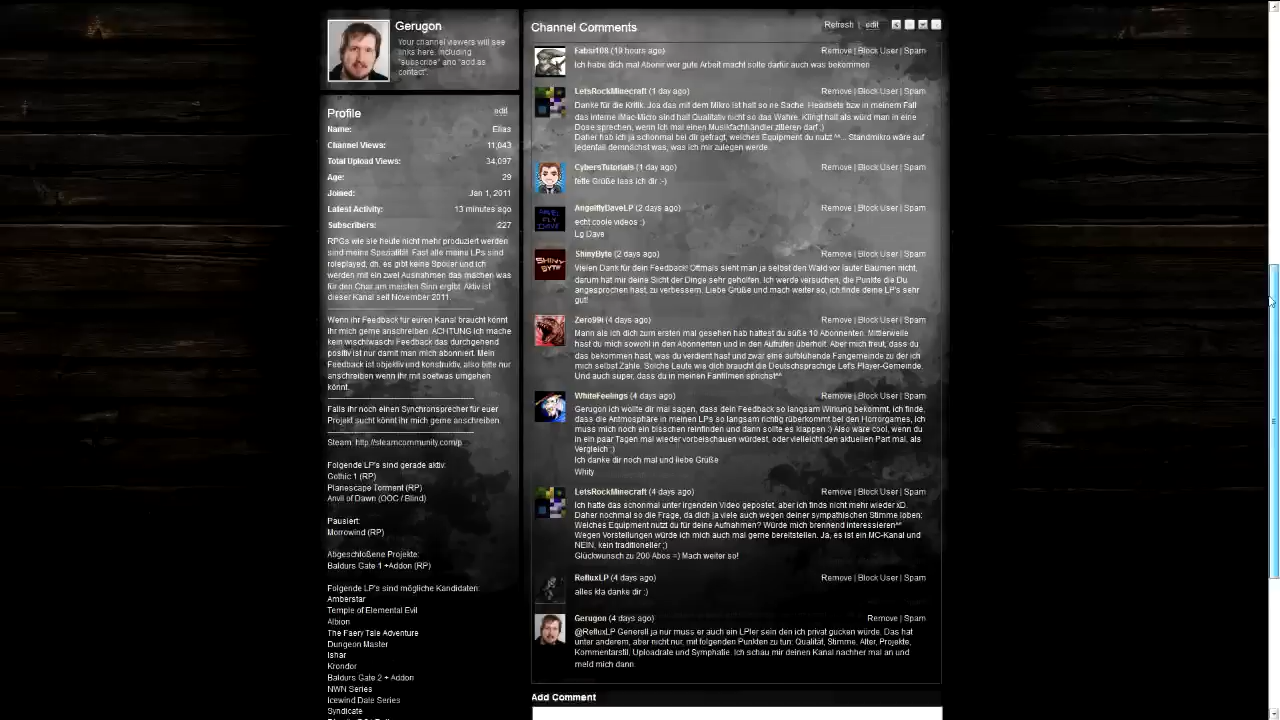 Gerugon
Your channel viewers will see
links here, including
"subscribe" and "add as
contact".
Profile
edit
Name: Elias
Channel Views: 11,043
Total Upload Views: 34,097
Age: 29
Joined: Jan 1, 2011
Latest Activity: 13 minutes ago
Subscribers: 227
RPGs wie sie heute nicht mehr produziert werden
sind meine Spezialität. Fast alle meine LPs sind
roleplayed, dh. es gibt keine Spoiler und ich
werden mit ein zwei Ausnahmen das machen was
für den Char am meisten Sinn ergibt. Aktiv ist
dieser Kanal seit November 2011.
Wenn ihr Feedback für euren Kanal braucht könnt
ihr mich gerne anschreiben. ACHTUNG ich mache
kein wischiwaschi Feedback das durchgehend
positiv ist nur damit man mich abonniert. Mein
Feedback ist objektiv und konstruktiv, also bitte nur
anschreiben wenn ihr mit soetwas umgehen
könnt.
Falls ihr noch einen Synchronsprecher für euer
Projekt sucht könnt ihr mich gerne anschreiben.
Steam: http://steamcommunity.com/p
Folgende LP's sind gerade aktiv:
Gothic 1 (RP)
Planescape Torment (RP)
Anvil of Dawn (OOC / Blind)
Pausiert:
Morrowind (RP)
Abgeschloßene Projekte:
Baldurs Gate 1 +Addon (RP)
Folgende LP's sind mögliche Kandidaten:
Amberstar
Temple of Elemental Evil
Albion
The Faery Tale Adventure
Dungeon Master
Ishar
Krondor
Baldurs Gate 2 + Addon
NWN Series
Icewind Dale Series
Syndicate
Channel Comments
Refresh | edit
Fabsi108 (19 hours ago) Remove | Block User | Spam
Ich habe dich mal Abonir wer gute Arbeit macht solte darfür auch was bekommen
LetsRockMinecraft (1 day ago) Remove | Block User | Spam
Danke für die Kritik. Joa das mit dem Mikro ist halt so ne Sache. Headsets bzw in meinem Fall
das interne iMac-Micro sind halt Qualitativ nicht so das Wahre. Klingt halt als würd man in eine
Dose sprechen, wenn ich mal einen Musikfachhändler zitieren darf ;)
Daher hab ich ja schonmal bei dir gefragt, welches Equipment du nutzt ^^... Standmikro wäre auf
jedenfall demnächst was, was ich mir zulegen werde.
CybersTutorials (1 day ago) Remove | Block User | Spam
fette Grüße lass ich dir :-)
AngelflyDaveLP (2 days ago) Remove | Block User | Spam
echt coole videos :)
Lg Dave
ShinyByte (2 days ago) Remove | Block User | Spam
Vielen Dank für dein Feedback! Oftmals sieht man ja selbst den Wald vor lauter Bäumen nicht,
darum hat mir deine Sicht der Dinge sehr geholfen. Ich werde versuchen, die Punkte die Du
angesprochen hast, zu verbessern. Liebe Grüße und mach weiter so, ich finde deine LP's sehr
gut!
Zero99i (4 days ago) Remove | Block User | Spam
Mann als ich dich zum ersten mal gesehen hab hattest du süße 10 Abonnenten. Mittlerweile
hast du mich sowohl in den Abonnenten und in den Aufrufen überholt. Aber mich freut, dass du
das bekommen hast, was du verdient hast und zwar eine aufblühende Fangemeinde zu der ich
mich selbst Zähle. Solche Leute wie dich braucht die Deutschsprachige Let's Player-Gemeinde.
Und auch super, dass du in meinen Fanfilmen sprichst^^
WhiteFeelings (4 days ago) Remove | Block User | Spam
Gerugon ich wollte dir mal sagen, dass dein Feedback so langsam Wirkung bekommt, ich finde,
dass die Antmosphäre in meinen LPs so langsam richtig rüberkommt bei den Horrorgames, ich
muss mich noch ein bisschen reinfinden und dann sollte es klappen :) Also wäre cool, wenn du
in ein paar Tagen mal wieder vorbeischauen würdest, oder vielleicht den aktuellen Part mal, als
Vergleich ;)
Ich danke dir noch mal und liebe Grüße
Whity
LetsRockMinecraft (4 days ago) Remove | Block User | Spam
Ich hatte das schonmal unter irgendein Video gepostet, aber ich finds nicht mehr wieder xD.
Daher nochmal so die Frage, da dich ja viele auch wegen deiner sympathischen Stimme loben:
Welches Equipment nutzt du für deine Aufnahmen? Würde mich brennend interessieren^^
Wegen Vorstellungen würde ich mich auch mal gerne bereitstellen. Ja, es ist ein MC-Kanal und
NEIN, kein traditioneller ;)
Glückwunsch zu 200 Abos =) Mach weiter so!
RefluxLP (4 days ago) Remove | Block User | Spam
alles kla danke dir :)
Gerugon (4 days ago) Remove | Spam
@RefluxLP Generell ja nur muss er auch ein LPler sein den ich privat gucken würde. Das hat
unter anderem, aber nicht nur, mit folgenden Punkten zu tun: Qualität, Stimme, Alter, Projekte,
Kommentarstil, Uploadrate und Symphatie. Ich schau mir deinen Kanal nachher mal an und
meld mich dann.
Add Comment